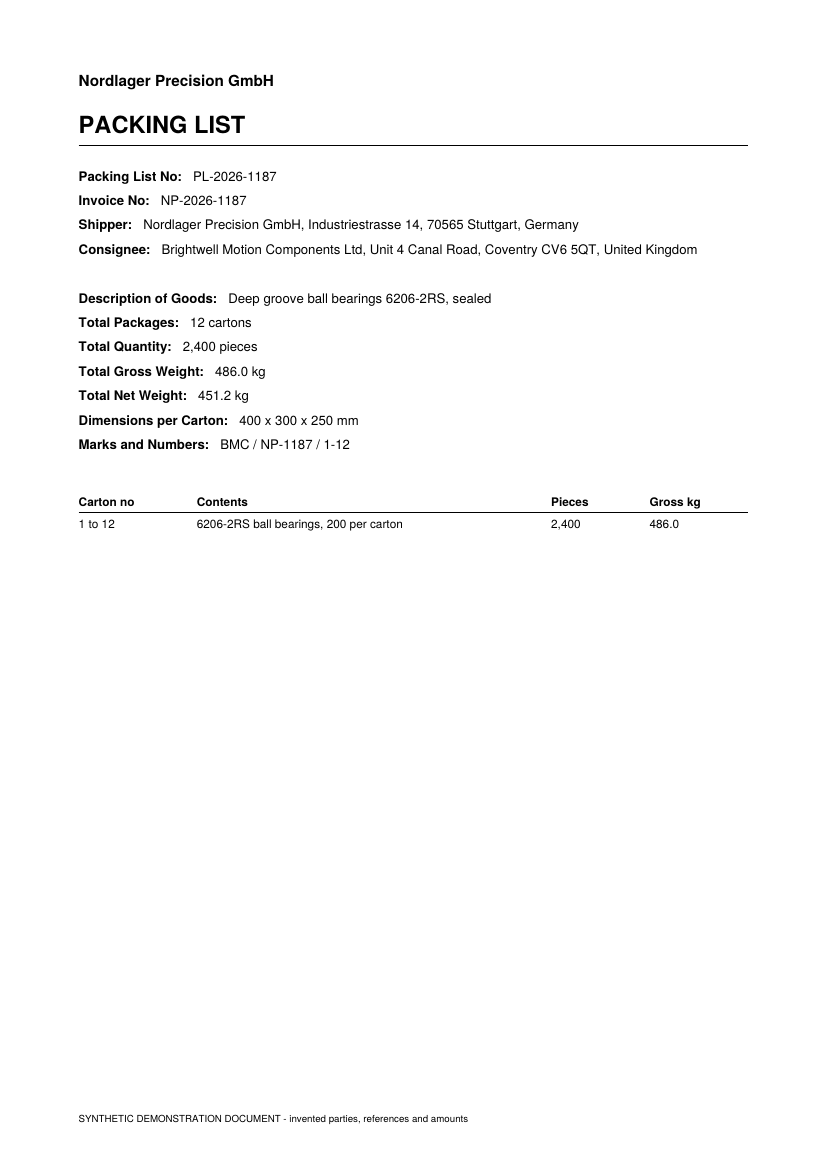 Nordlager Precision GmbH
PACKING LIST
Packing List No: PL-2026-1187
Invoice No: NP-2026-1187
Shipper: Nordlager Precision GmbH, Industriestrasse 14, 70565 Stuttgart, Germany
Consignee: Brightwell Motion Components Ltd, Unit 4 Canal Road, Coventry CV6 5QT, United Kingdom
Description of Goods: Deep groove ball bearings 6206-2RS, sealed
Total Packages: 12 cartons
Total Quantity: 2,400 pieces
Total Gross Weight: 486.0 kg
Total Net Weight: 451.2 kg
Dimensions per Carton: 400 x 300 x 250 mm
Marks and Numbers: BMC / NP-1187 / 1-12
Carton no Contents Pieces Gross kg
1 to 12 6206-2RS ball bearings, 200 per carton 2,400 486.0
SYNTHETIC DEMONSTRATION DOCUMENT - invented parties, references and amounts